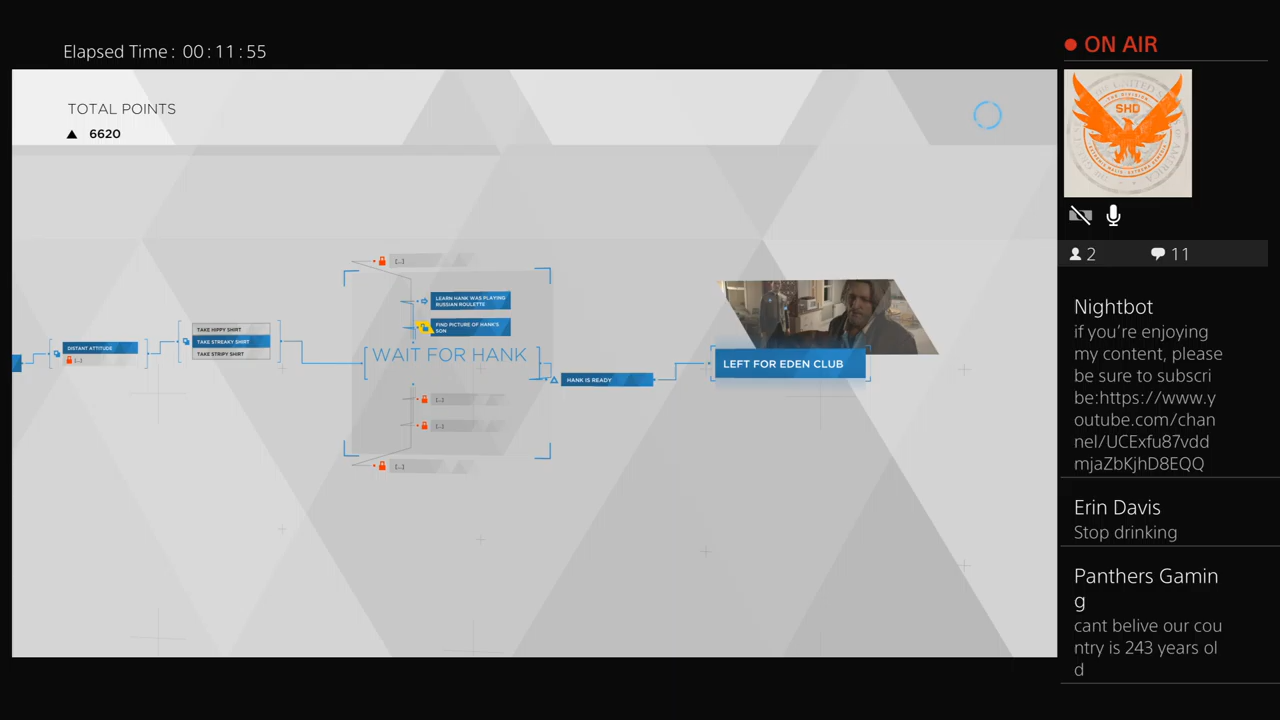 Elapsed Time: 00:11:55
ON AIR
TOTAL POINTS
6620
SHD
2
11
[...]
LEARN HANK WAS PLAYING
RUSSIAN ROULETTE
FIND PICTURE OF HANK'S
SON
DISTANT ATTITUDE
[...]
TAKE HIPPY SHIRT
TAKE STREAKY SHIRT
TAKE STRIPY SHIRT
WAIT FOR HANK
HANK IS READY
LEFT FOR EDEN CLUB
[...]
[...]
[...]
Nightbot
if you're enjoying
my content, please
be sure to subscri
be:https://www.y
outube.com/chan
nel/UCExfu87vdd
mjaZbKjhD8EQQ
Erin Davis
Stop drinking
Panthers Gamin
g
cant belive our cou
ntry is 243 years ol
d